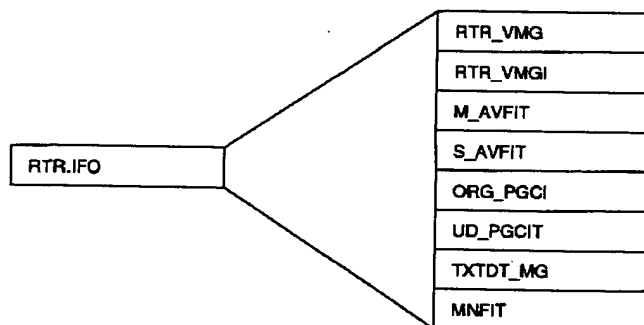 RTR.IFO
RTR_VMG
RTR_VMGI
M_AVFIT
S_AVFIT
ORG_PGCI
UD_PGCIT
TXTDT_MG
MNFIT